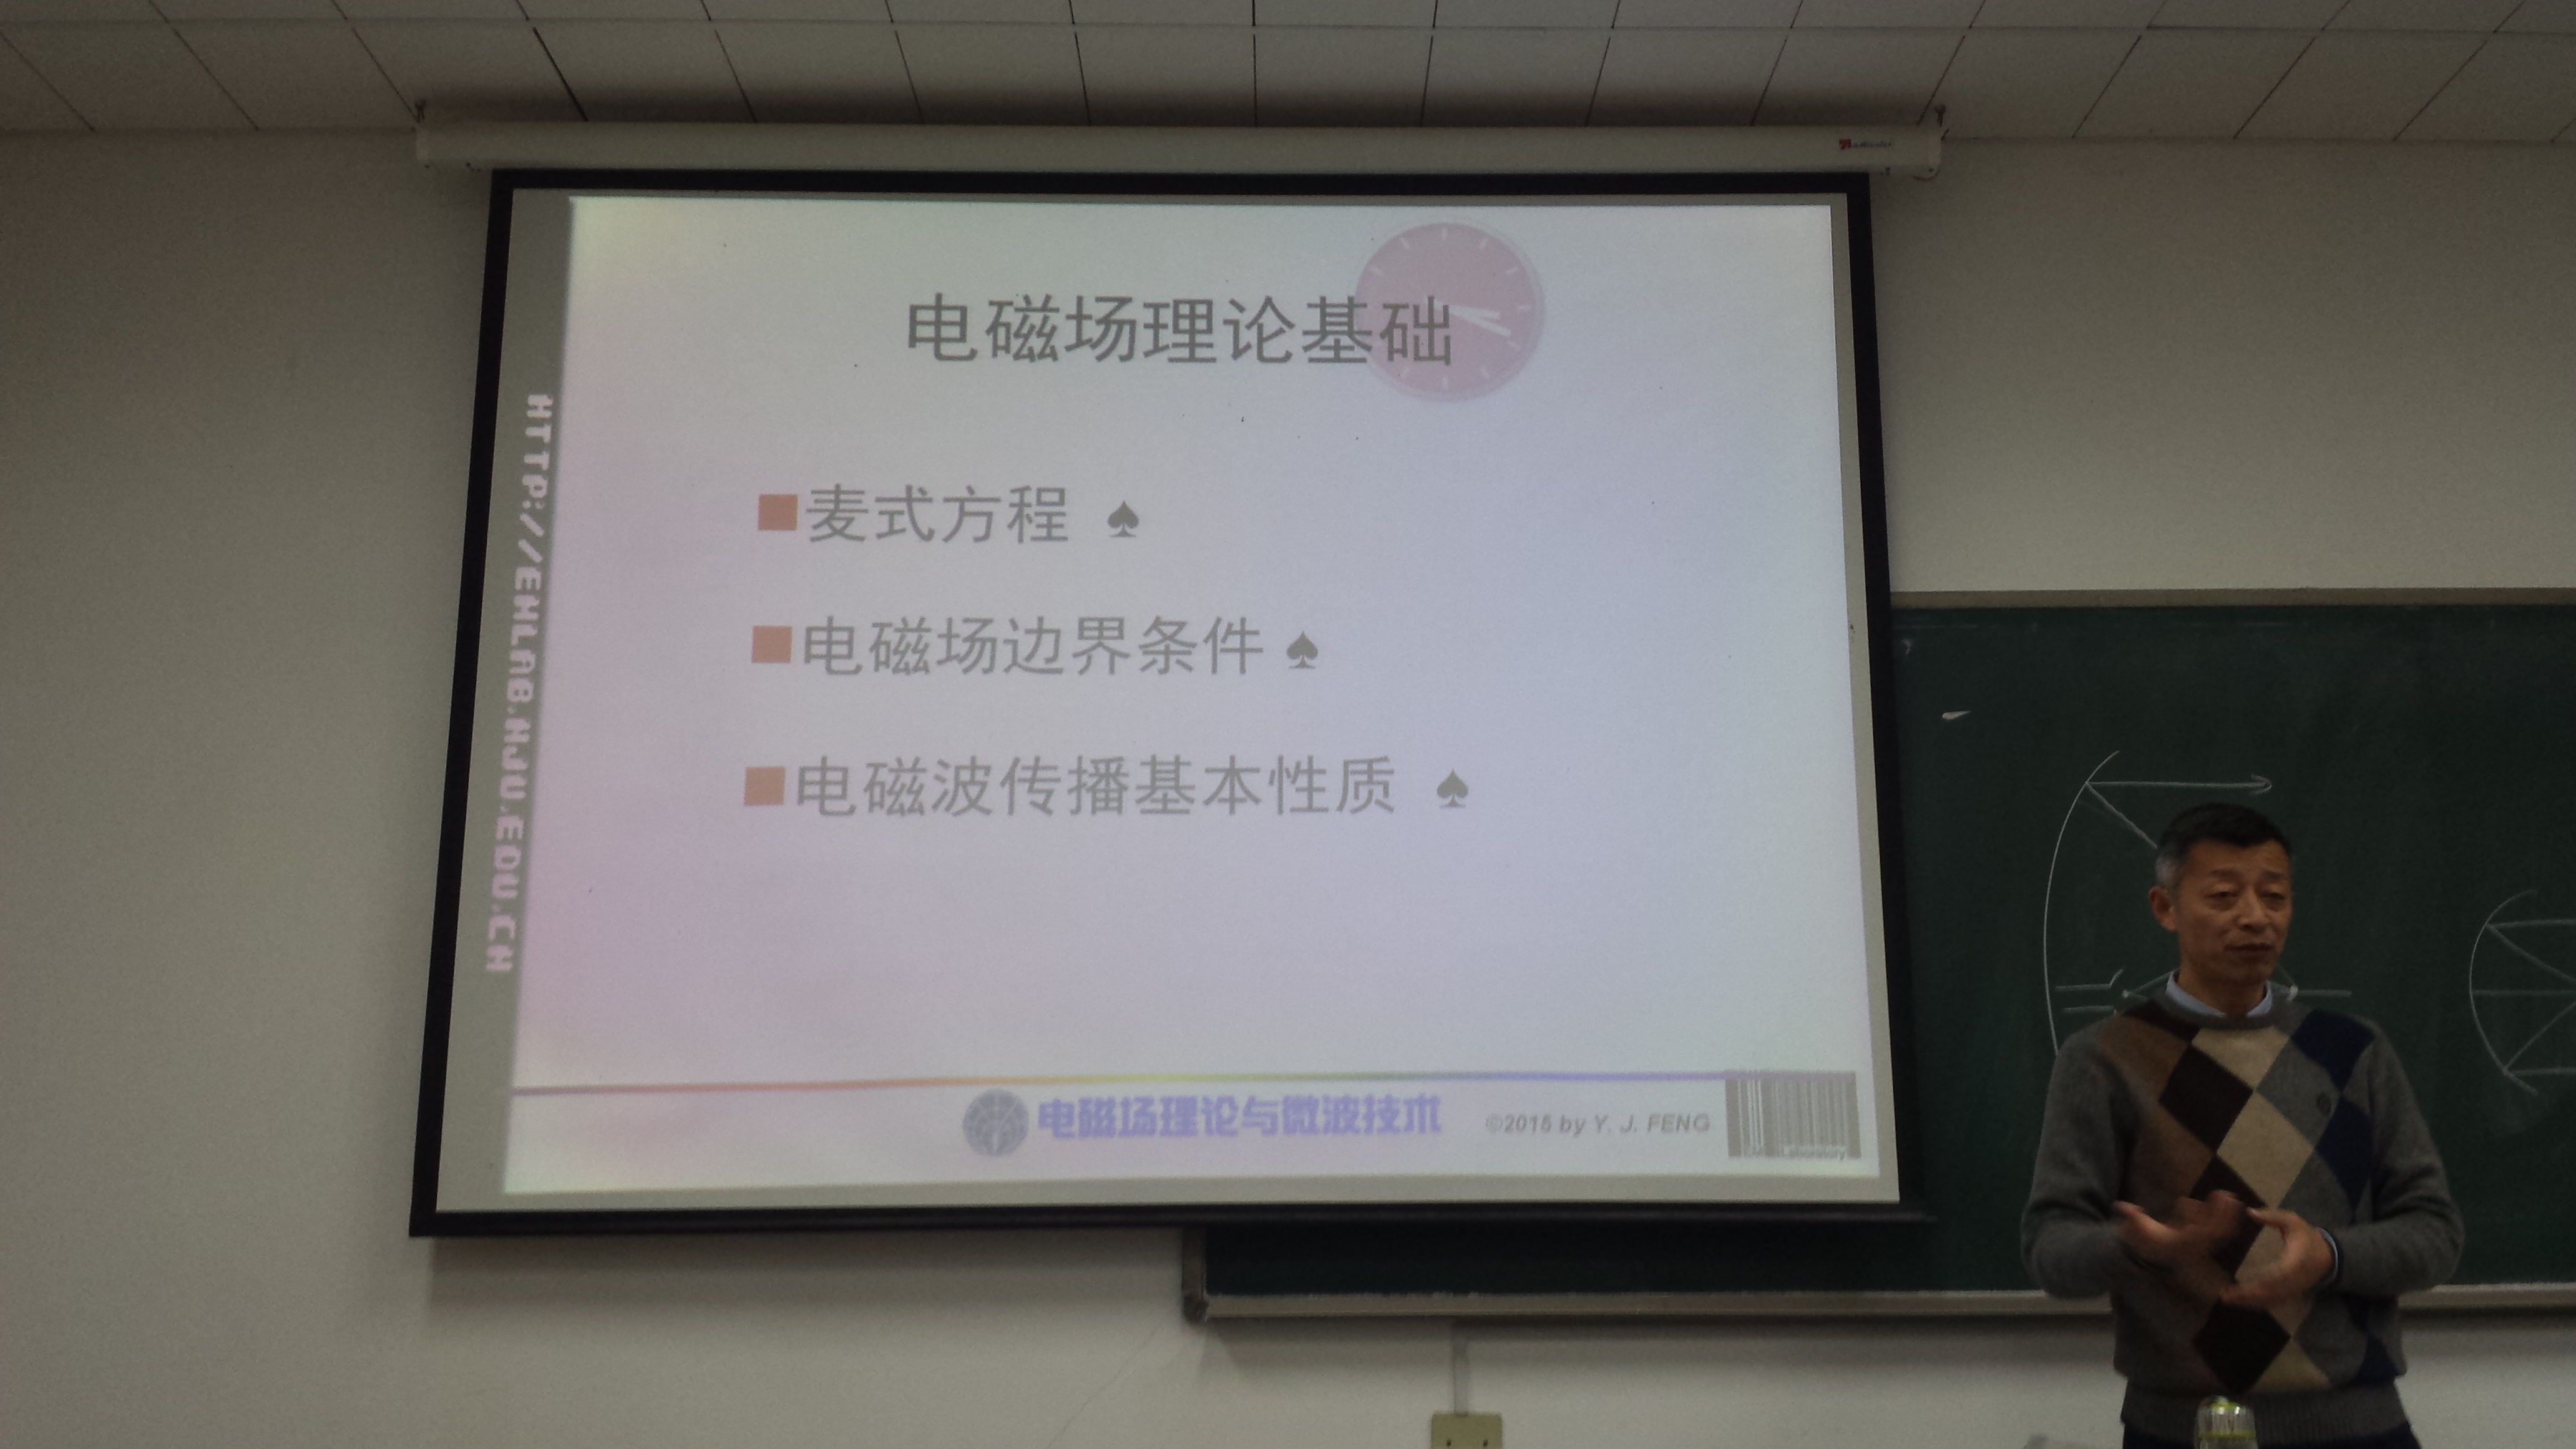 电磁场理论基础
■麦式方程 ♠
■电磁场边界条件 ♠
■电磁波传播基本性质 ♠
HTTP://EMLAB.NJU.EDU.CN
电磁场理论与微波技术
©2015 by Y. J. FENG
EM Laboratory